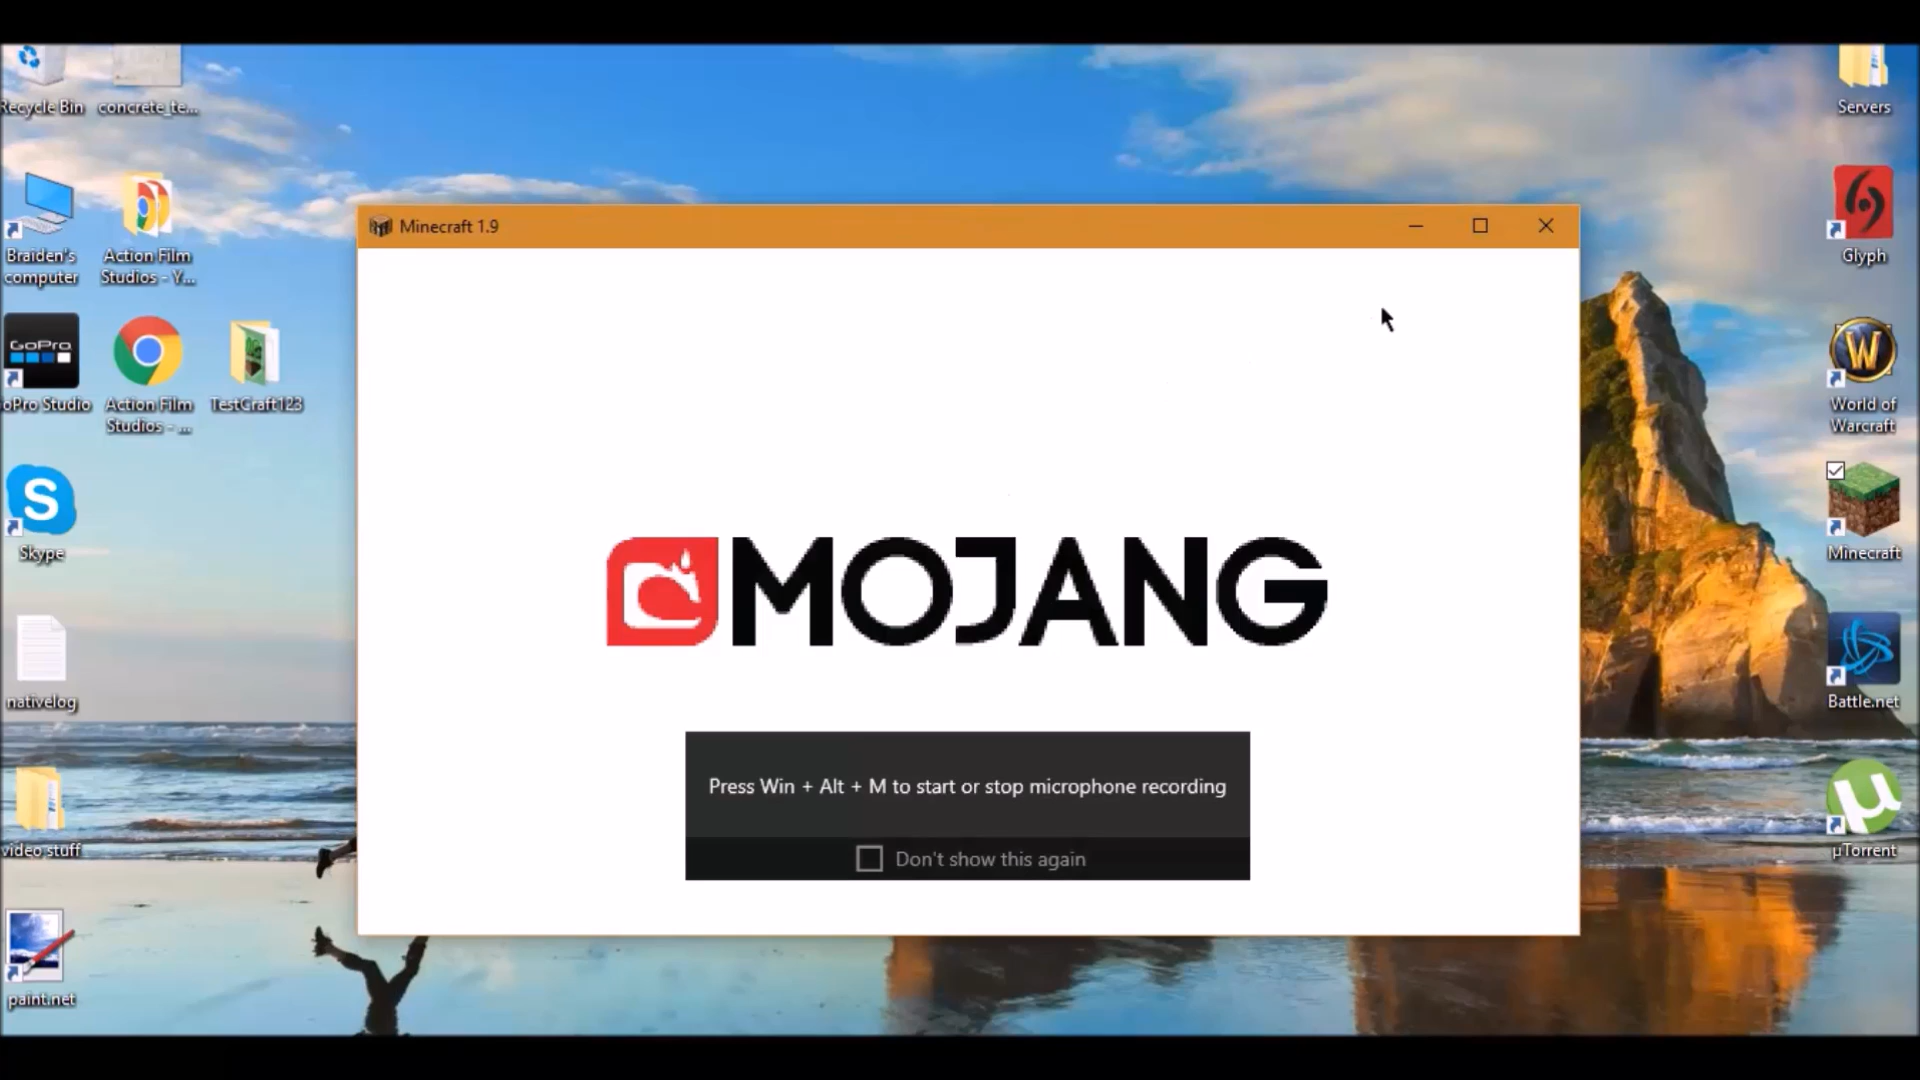 Recycle Bin
concrete_te...
Servers
Braiden's
computer
Action Film
Studios - Y...
Minecraft 1.9
Glyph
GoPro
oPro Studio
Action Film
Studios - ...
TestCraft123
World of
Warcraft
Skype
Minecraft
MOJANG
nativelog
Battle.net
Press Win + Alt + M to start or stop microphone recording
Don't show this again
video stuff
µTorrent
paint.net